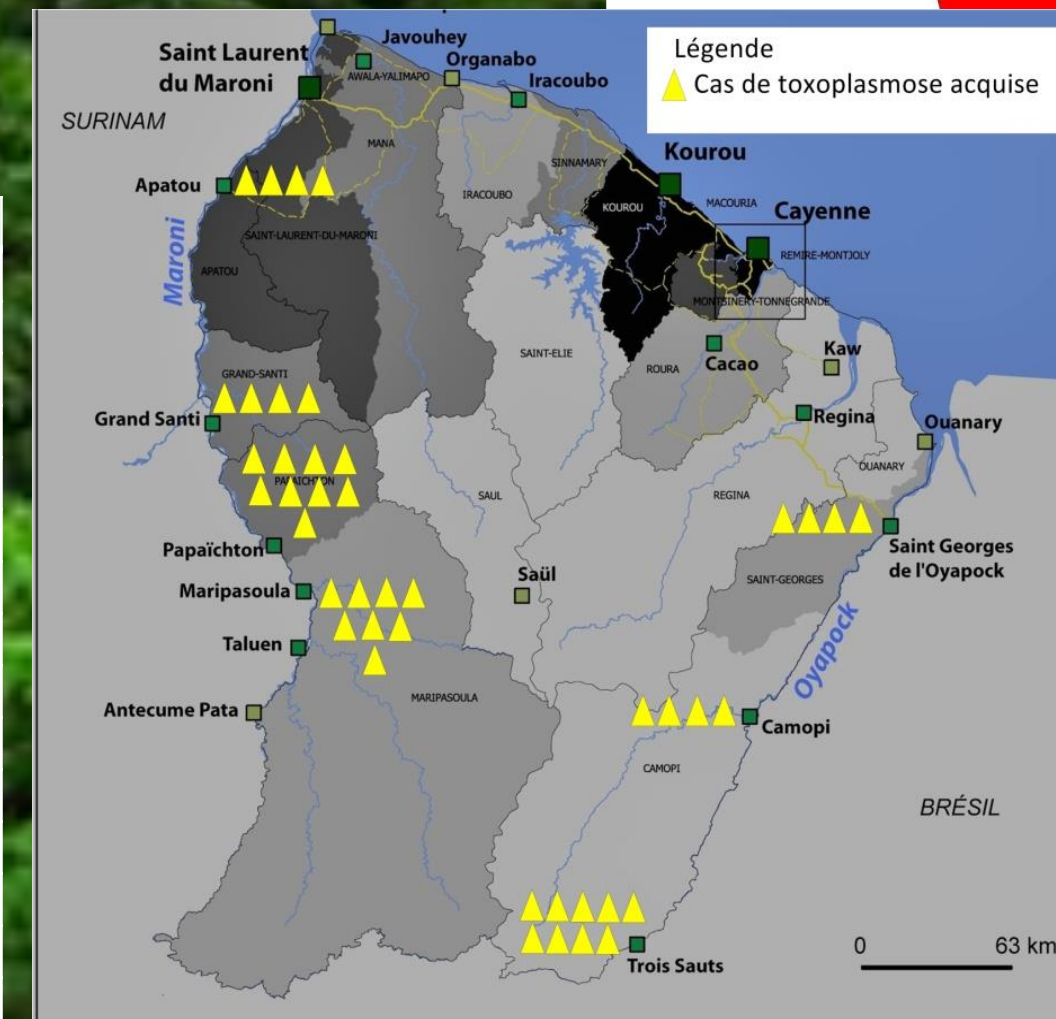 Légende
Cas de toxoplasmose acquise
Saint Laurent
du Maroni
Javouhey
Organabo
Iracoubo
AWALA-YALIMAPO
SURINAM
MANA
Kourou
SINNAMARY
IRACOUBO
KOUROU
MACOURIA
Cayenne
Apatou
SAINT-LAURENT-DU-MARONI
REMIRE-MONTJOLY
Maroni
APATOU
MONTSINERY-TONNEGRANDE
SAINT-ELIE
Kaw
GRAND-SANTI
ROURA
Cacao
Grand Santi
Regina
Ouanary
OUANARY
PAPAICHTON
SAUL
REGINA
Papaïchton
Saint Georges
de l'Oyapock
Maripasoula
Saül
SAINT-GEORGES
Taluen
Oyapock
MARIPASOULA
Antecume Pata
Camopi
CAMOPI
BRÉSIL
Trois Sauts
0 63 km